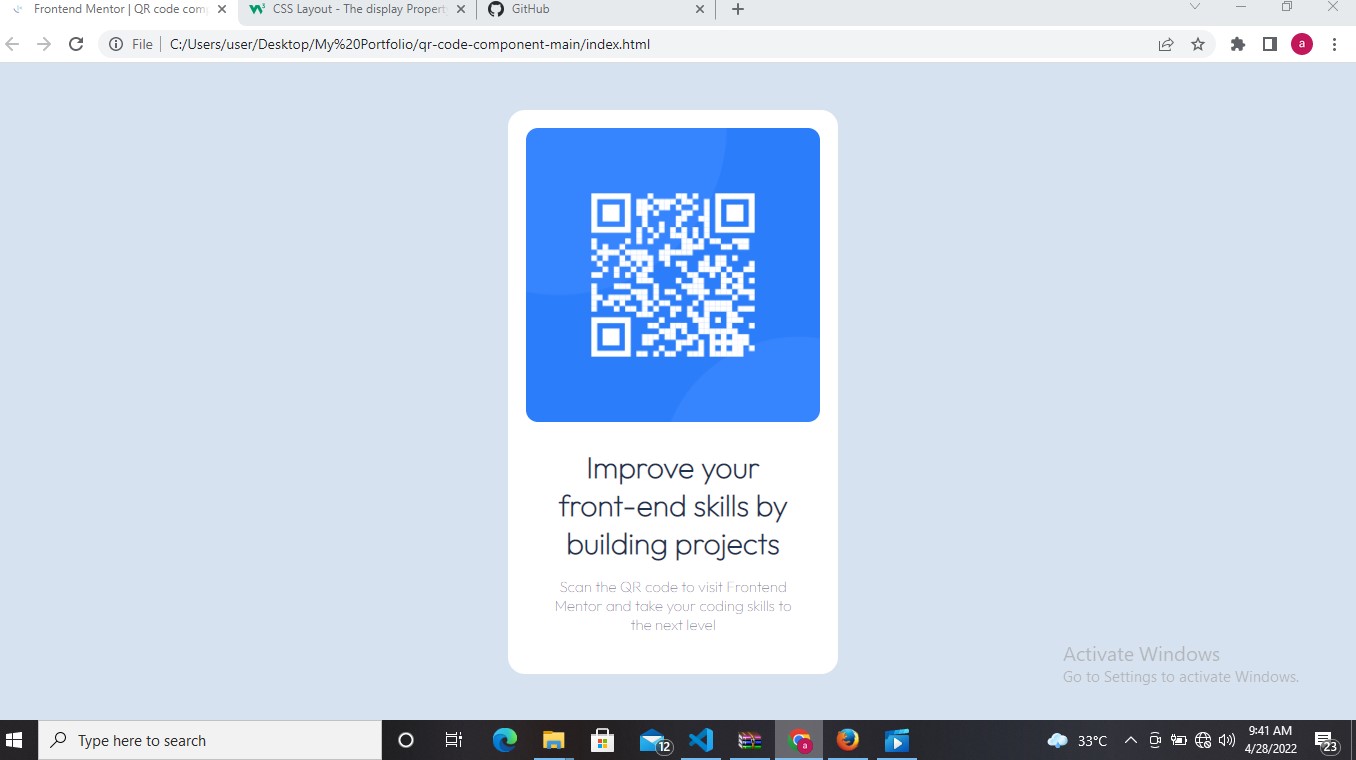 Frontend Mentor | QR code comp
CSS Layout - The display Property
GitHub
File
C:/Users/user/Desktop/My%20Portfolio/qr-code-component-main/index.html
a
Improve your
front-end skills by
building projects
Scan the QR code to visit Frontend
Mentor and take your coding skills to
the next level
Activate Windows
Go to Settings to activate Windows.
Type here to search
12
a
33°C
9:41 AM
4/28/2022
23